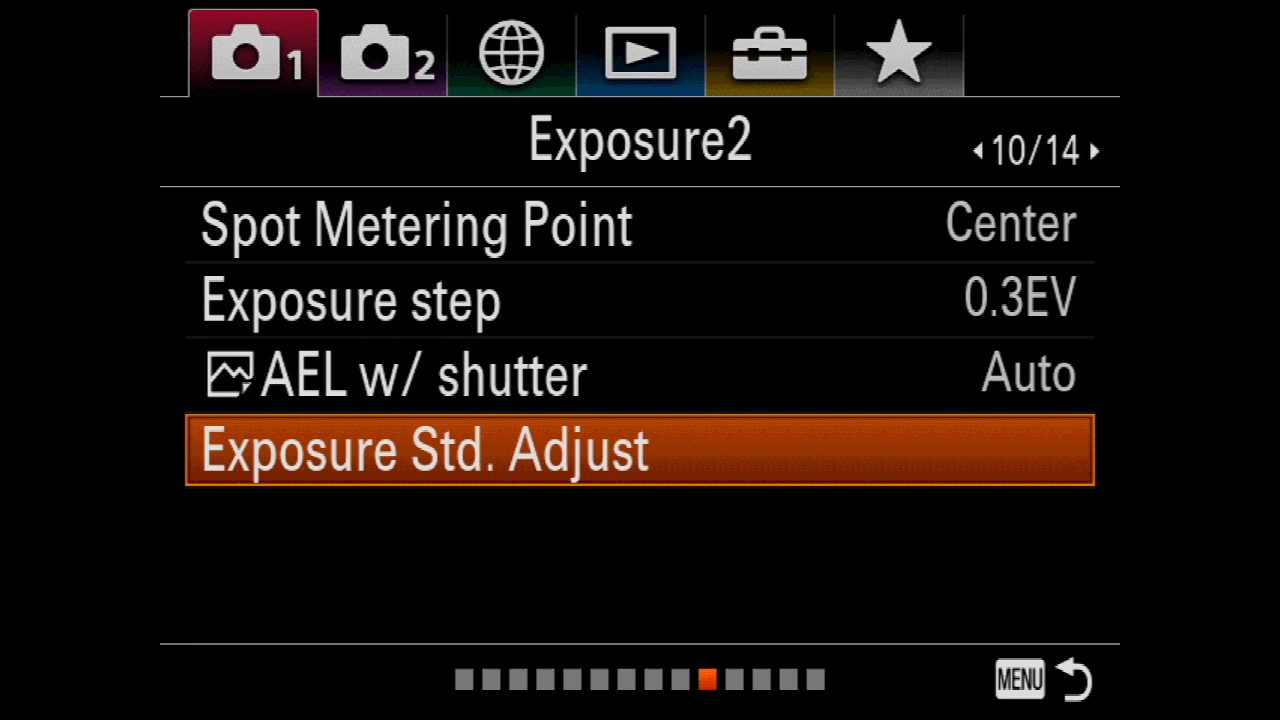 1 2
Exposure2
10/14
Spot Metering Point Center
Exposure step 0.3EV
AEL w/ shutter Auto
Exposure Std. Adjust
MENU